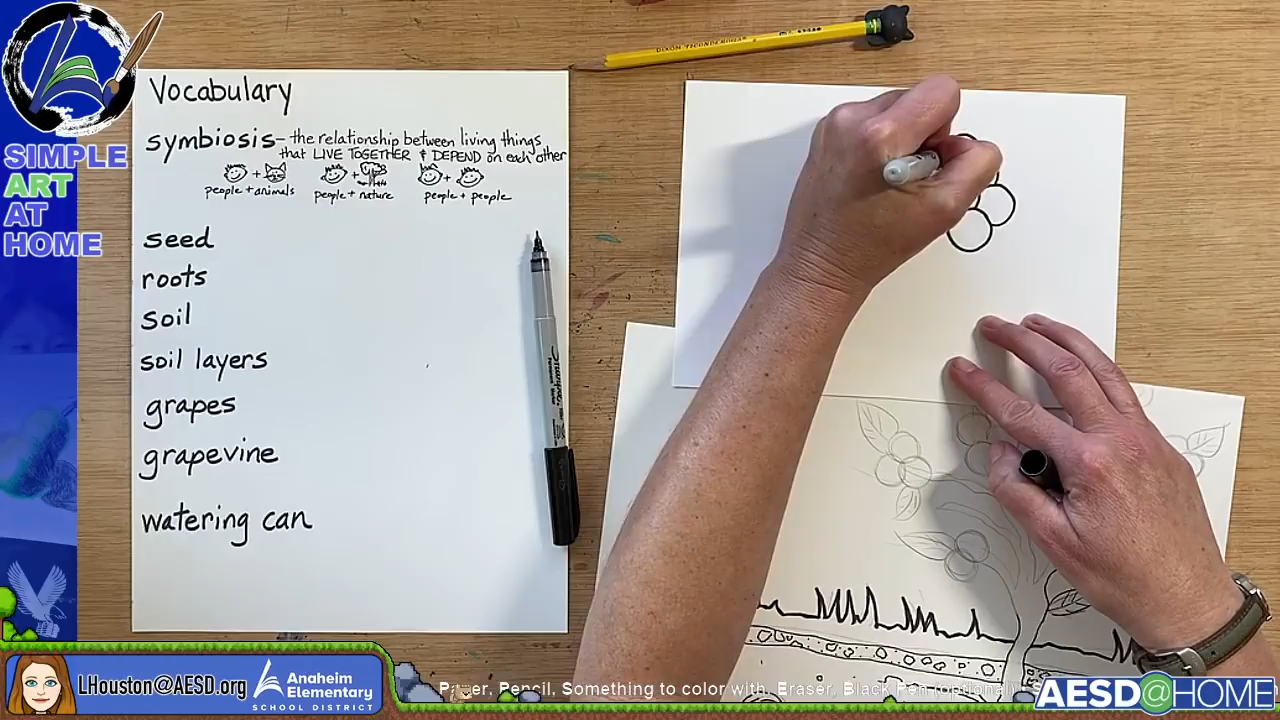 Vocabulary
symbiosis - the relationship between living things
that LIVE TOGETHER & DEPEND on each other
people + animals
people + nature
people + people
seed
roots
soil
soil layers
grapes
grapevine
watering can
DIXON TICONDEROGA
SIMPLE
ART
AT
HOME
LHouston@AESD.org
Anaheim
Elementary
SCHOOL DISTRICT
Paper, Pencil, Something to color with, Eraser, Black Pen (optional)
AESD@HOME